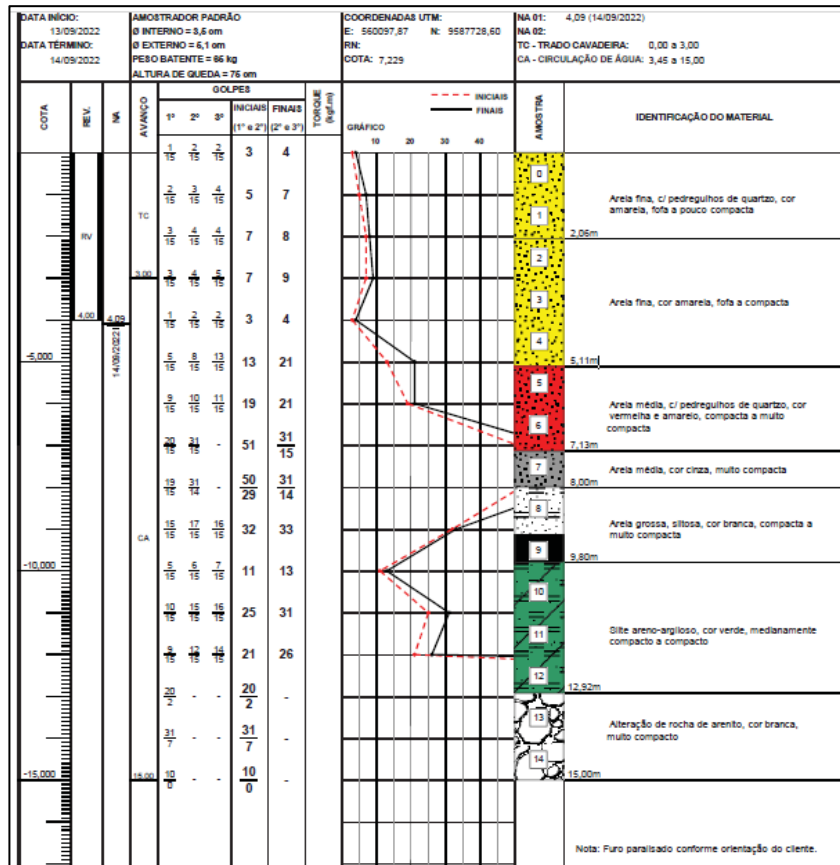 DATA INÍCIO:
13/09/2022
DATA TÉRMINO:
14/09/2022
AMOSTRADOR PADRÃO
Ø INTERNO = 3,5 cm
Ø EXTERNO = 5,1 cm
PESO BATENTE = 65 kg
ALTURA DE QUEDA = 75 cm
COORDENADAS UTM:
E: 560097,87 N: 9587728,60
RN:
COTA: 7,229
NA 01: 4,09 (14/09/2022)
NA 02:
TC - TRADO CAVADEIRA: 0,00 a 3,00
CA - CIRCULAÇÃO DE ÁGUA: 3,45 a 15,00
COTA
REV.
NA
AVANÇO
GOLPES
1º 2º 3º
INICIAIS
(1º e 2º)
FINAIS
(2º e 3º)
TORQUE
(kgf.m)
INICIAIS
FINAIS
GRÁFICO
10 20 30 40
AMOSTRA
IDENTIFICAÇÃO DO MATERIAL
1/15 2/15 2/15 3 4
2/15 3/15 4/15 5 7
3/15 4/15 4/15 7 8
3/15 4/15 5/15 7 9
1/15 2/15 2/15 3 4
5/15 8/15 13/15 13 21
9/15 10/15 11/15 19 21
20/15 31/15 - 51 31/15
19/15 31/14 - 50/29 31/14
15/15 17/15 16/15 32 33
5/15 6/15 7/15 11 13
10/15 15/15 16/15 25 31
9/15 12/15 14/15 21 26
20/2 - - 20/2 -
31/7 - - 31/7 -
10/0 - - 10/0 -
RV
4,00
4,09
14/09/2022
TC
3,00
CA
15,00
-5,000
-10,000
-15,000
0
1
2
3
4
5
6
7
8
9
10
11
12
13
14
Areia fina, c/ pedregulhos de quartzo, cor
amarela, fofa a pouco compacta
2,06m
Areia fina, cor amarela, fofa a compacta
5,11m
Areia média, c/ pedregulhos de quartzo, cor
vermelha e amarelo, compacta a muito
compacta
7,13m
Areia média, cor cinza, muito compacta
8,00m
Areia grossa, siltosa, cor branca, compacta a
muito compacta
9,80m
Silte areno-argiloso, cor verde, medianamente
compacto a compacto
12,92m
Alteração de rocha de arenito, cor branca,
muito compacto
15,00m
Nota: Furo paralisado conforme orientação do cliente.